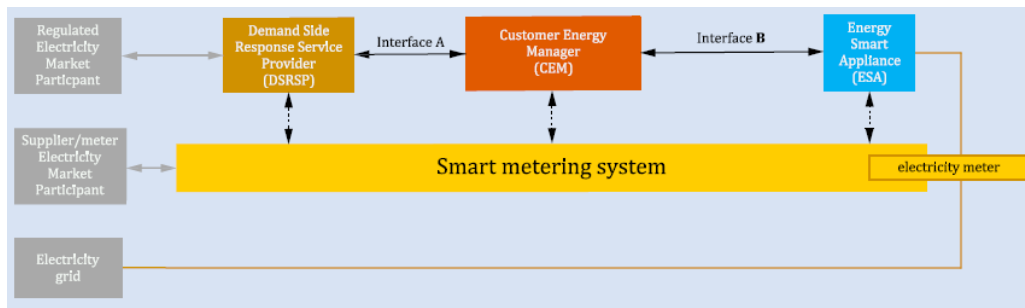 Regulated
Electricity
Market
Particpant
Demand Side
Response Service
Provider
(DSRSP)
Interface A
Customer Energy
Manager
(CEM)
Interface B
Energy
Smart
Appliance
(ESA)
Supplier/meter
Electricity
Market
Participant
Smart metering system
electricity meter
Electricity
grid